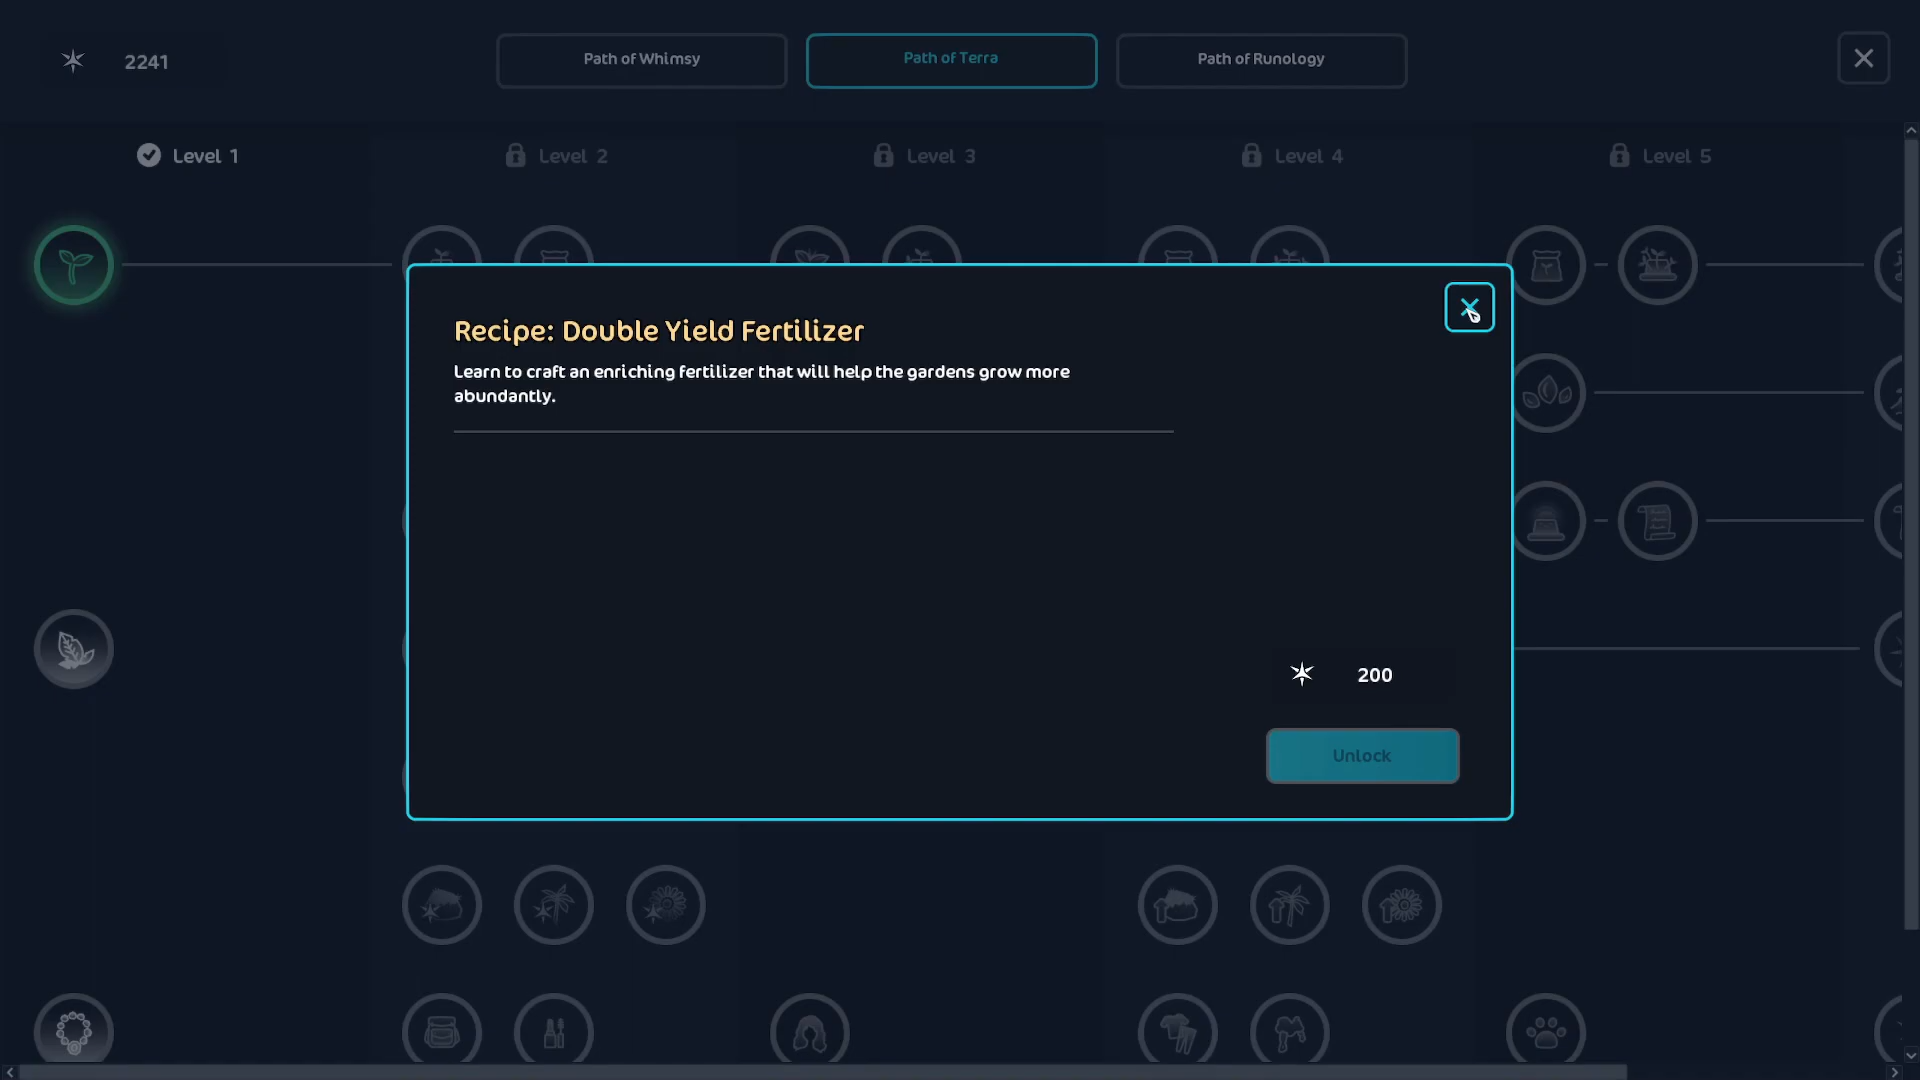 2241
Path of Whimsy
Path of Terra
Path of Runology
Level 1
Level 2
Level 3
Level 4
Level 5
Recipe: Double Yield Fertilizer
Learn to craft an enriching fertilizer that will help the gardens grow more
abundantly.
200
Unlock